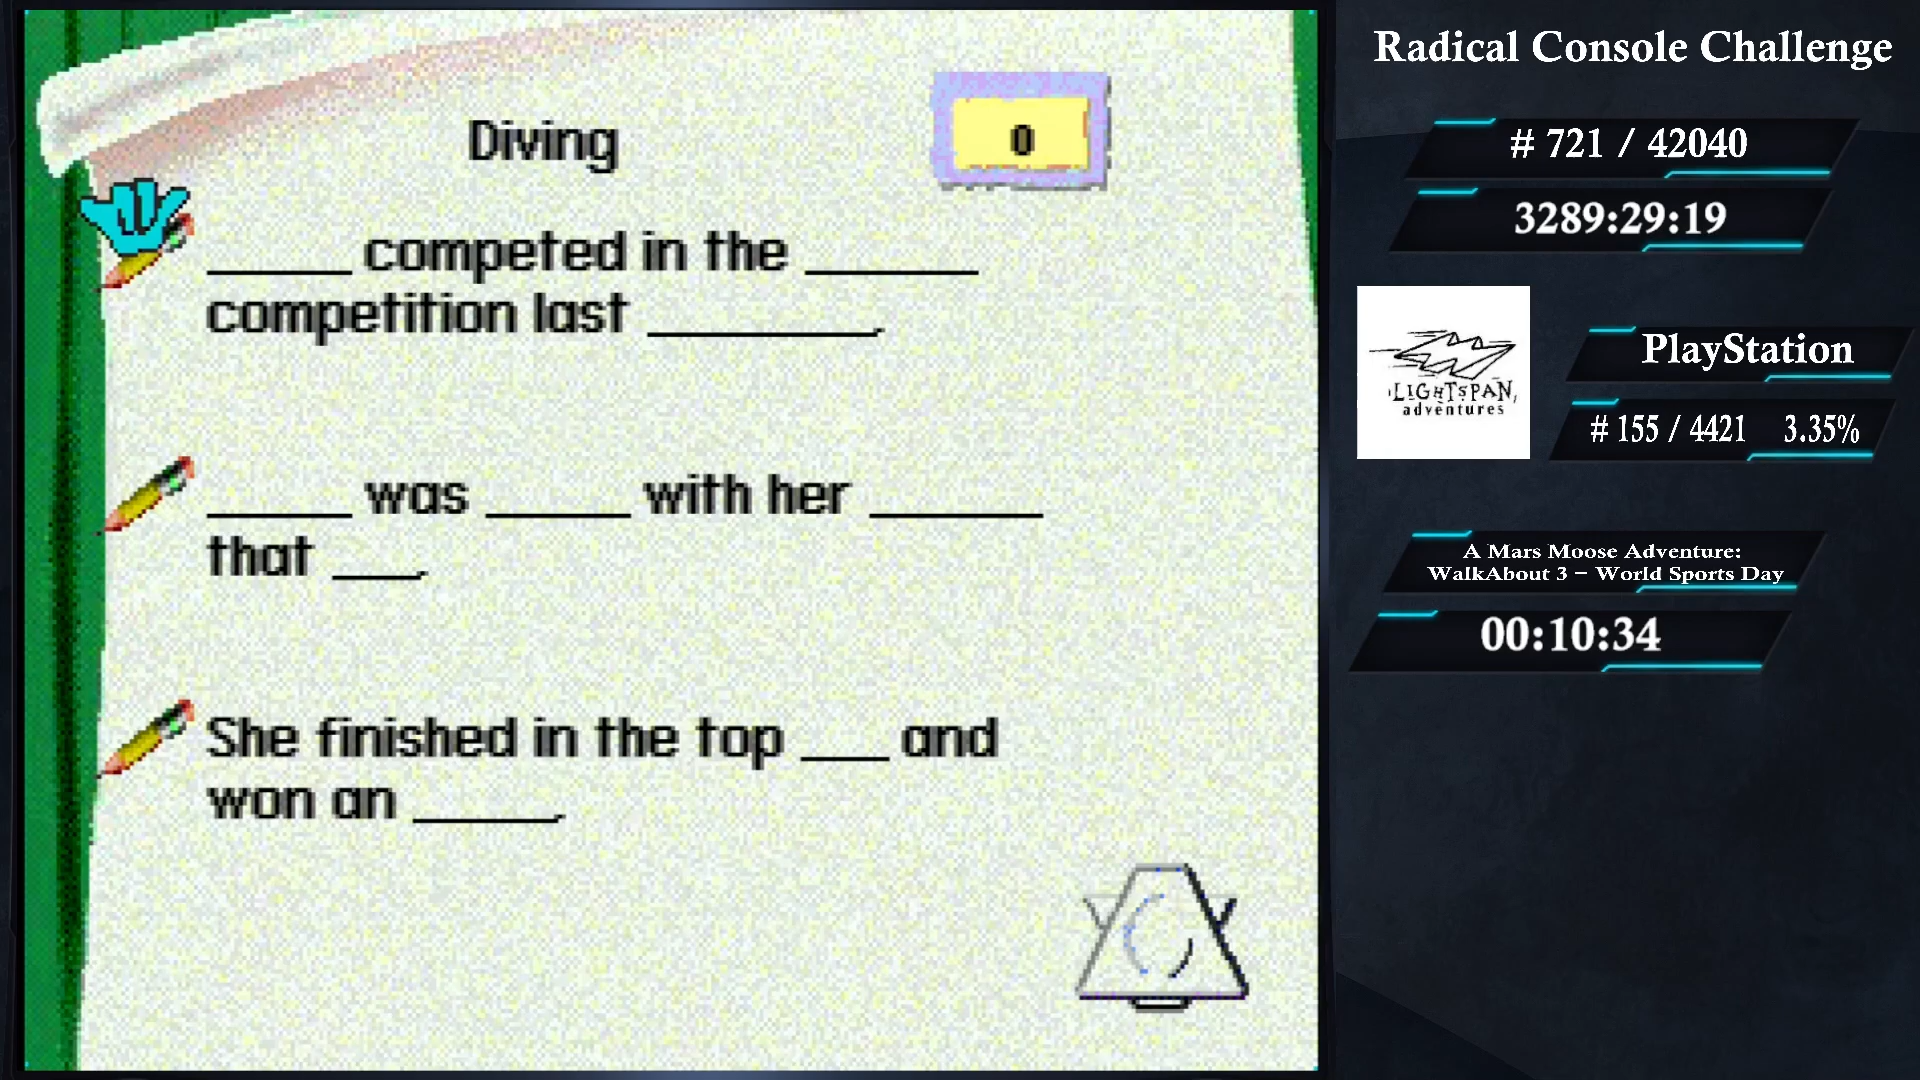 Diving
0
_____ competed in the ______
competition last ________.
_____ was _____ with her ______
that ___.
She finished in the top ___ and
won an _____.
Radical Console Challenge
# 721 / 42040
3289:29:19
LIGHTSPAN
adventures
PlayStation
# 155 / 4421 3.35%
A Mars Moose Adventure:
WalkAbout 3 - World Sports Day
00:10:34